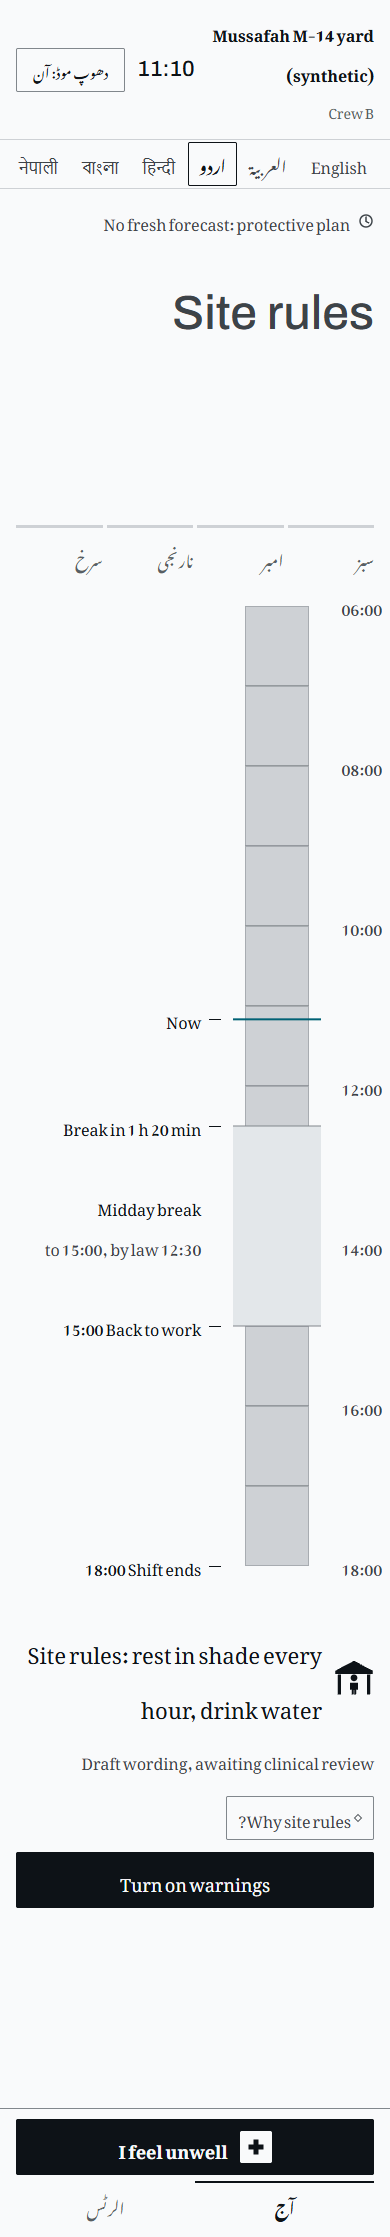 Mussafah M-14 yard
(synthetic)
Crew B
11:10
دھوپ موڈ: آن
English
العربية
اردو
हिन्दी
বাংলা
नेपाली
No fresh forecast: protective plan
Site rules
سبز
امبر
نارنجی
سرخ
06:00
08:00
10:00
Now
12:00
Break in 1 h 20 min
Midday break
to 15:00, by law 12:30
14:00
15:00 Back to work
16:00
18:00 Shift ends
18:00
Site rules: rest in shade every
hour, drink water
Draft wording, awaiting clinical review
?Why site rules
Turn on warnings
I feel unwell
آج
الرٹس